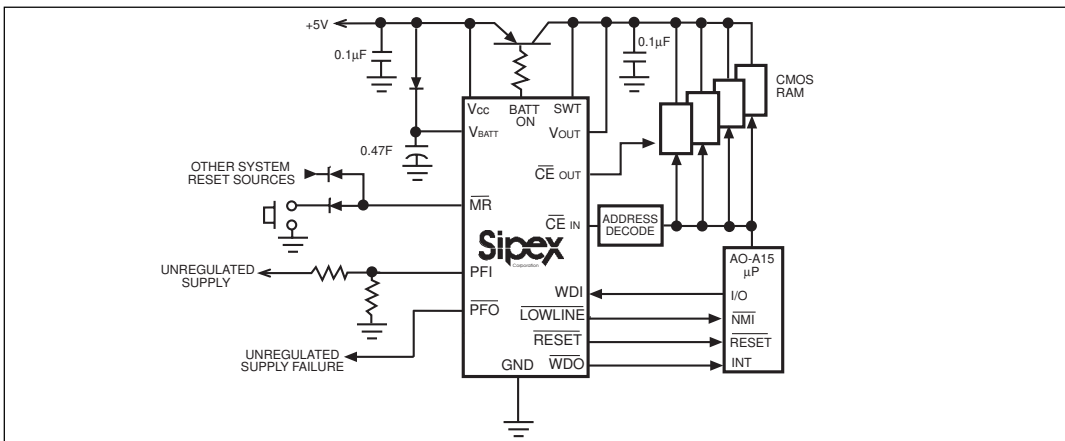 +5V
0.1µF
0.1µF
CMOS
RAM
VCC
BATT
ON
SWT
VBATT
VOUT
0.47F
OTHER SYSTEM
RESET SOURCES
CE OUT
MR
CE IN
ADDRESS
DECODE
Sipex
Corporation
AO-A15
µP
UNREGULATED
SUPPLY
PFI
WDI
I/O
PFO
LOWLINE
NMI
RESET
RESET
UNREGULATED
SUPPLY FAILURE
GND
WDO
INT